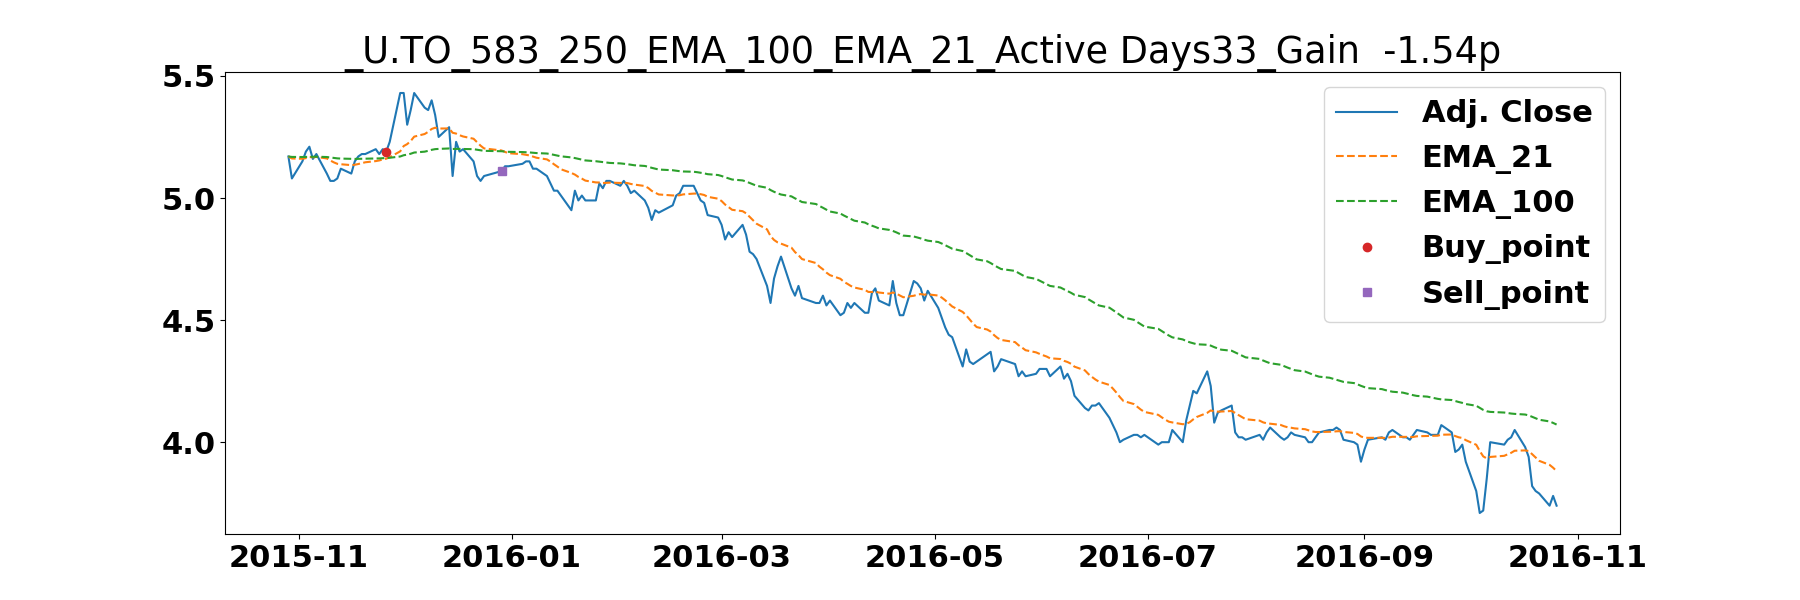 _U.TO_583_250_EMA_100_EMA_21_Active Days33_Gain  -1.54p
5.5
5.0
4.5
4.0
Adj. Close
EMA_21
EMA_100
Buy_point
Sell_point
2015-11 2016-01 2016-03 2016-05 2016-07 2016-09 2016-11